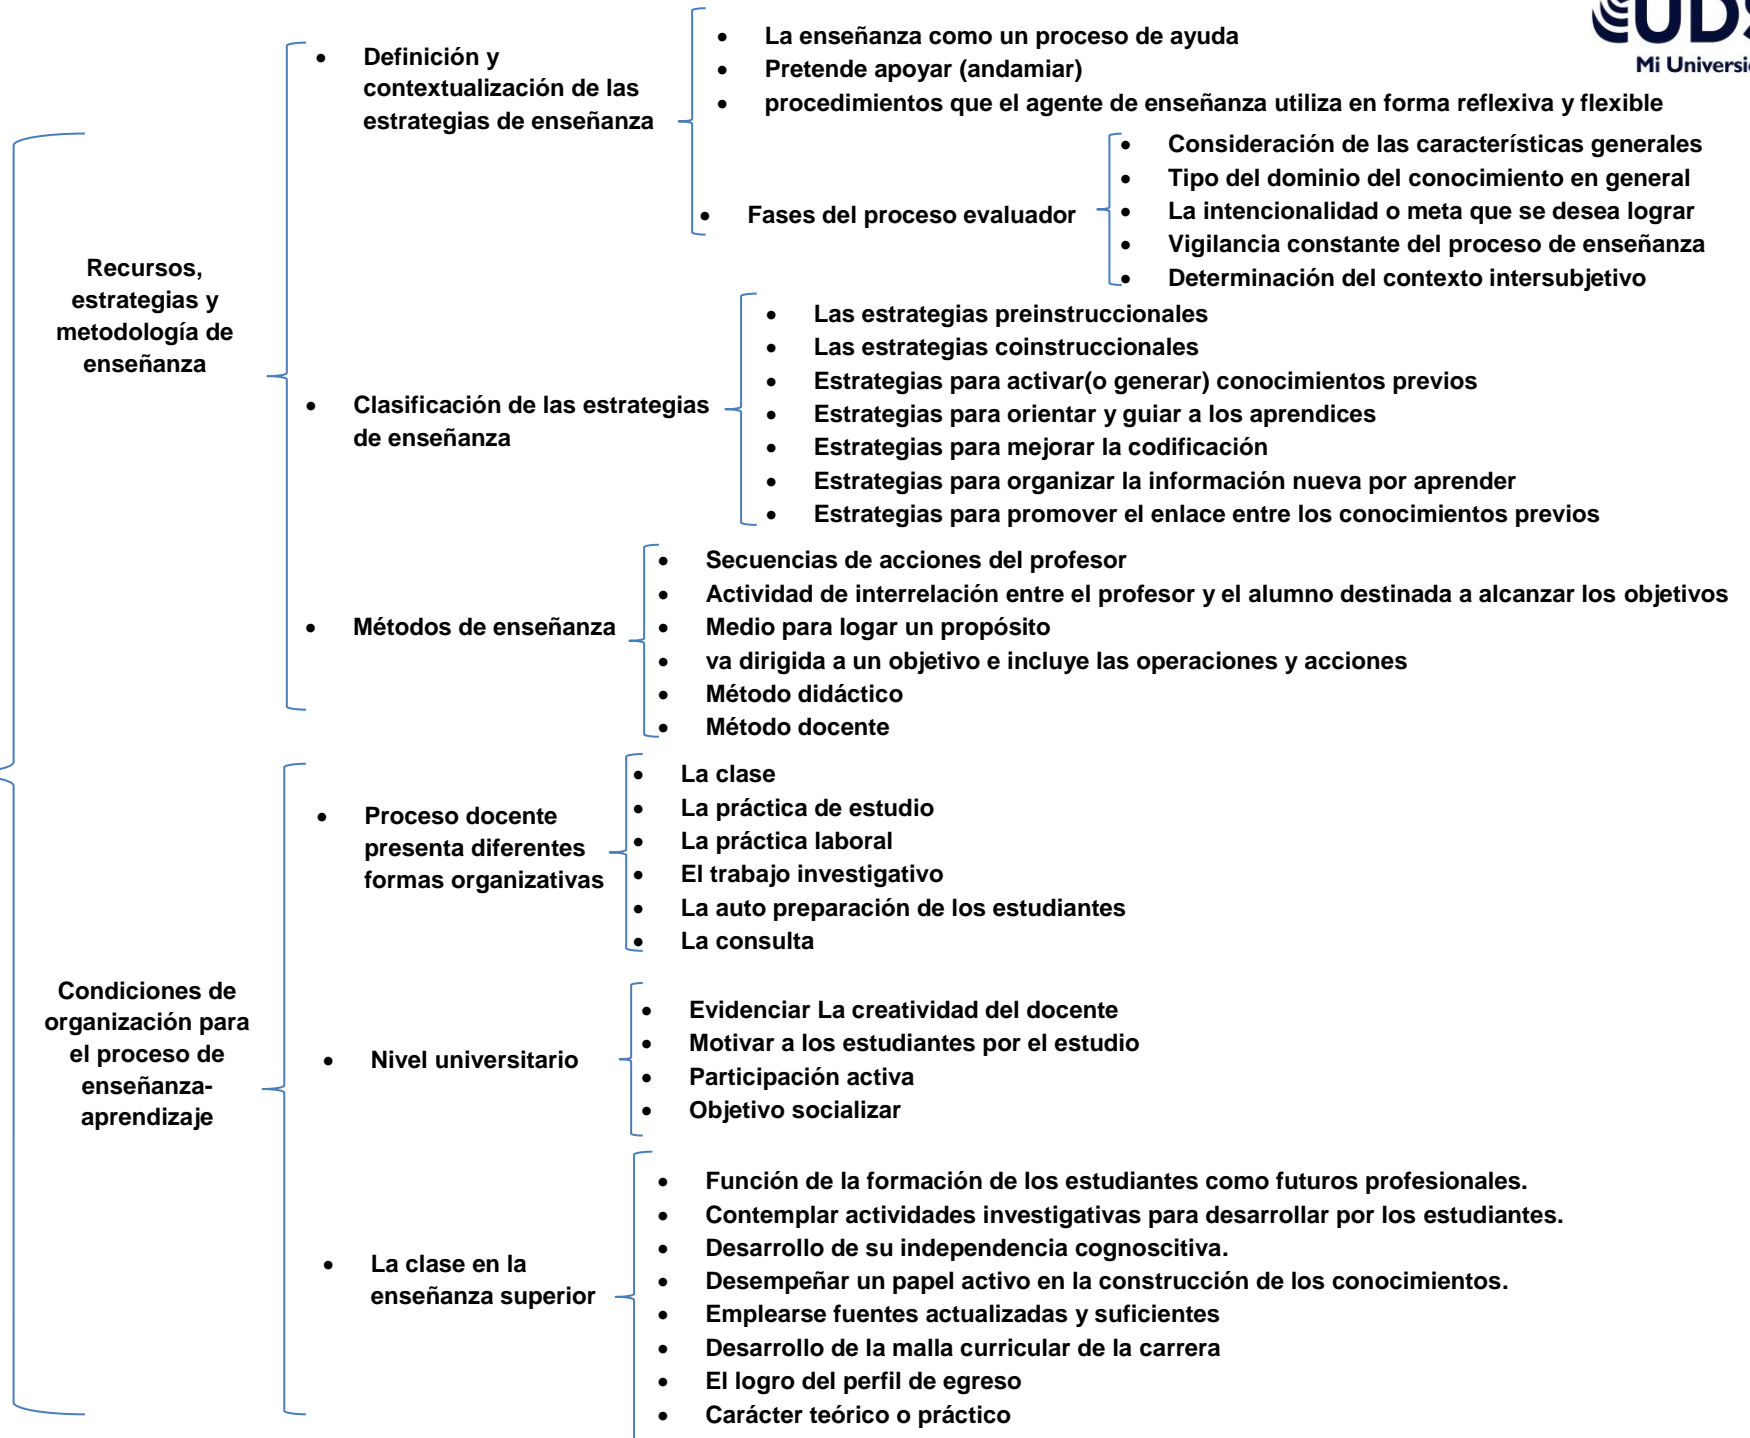 UDS
Mi Universi
• Definición y
contextualización de las
estrategias de enseñanza
• La enseñanza como un proceso de ayuda
• Pretende apoyar (andamiar)
• procedimientos que el agente de enseñanza utiliza en forma reflexiva y flexible
• Fases del proceso evaluador
• Consideración de las características generales
• Tipo del dominio del conocimiento en general
• La intencionalidad o meta que se desea lograr
• Vigilancia constante del proceso de enseñanza
• Determinación del contexto intersubjetivo
Recursos,
estrategias y
metodología de
enseñanza
• Clasificación de las estrategias
de enseñanza
• Las estrategias preinstruccionales
• Las estrategias coinstruccionales
• Estrategias para activar(o generar) conocimientos previos
• Estrategias para orientar y guiar a los aprendices
• Estrategias para mejorar la codificación
• Estrategias para organizar la información nueva por aprender
• Estrategias para promover el enlace entre los conocimientos previos
• Métodos de enseñanza
• Secuencias de acciones del profesor
• Actividad de interrelación entre el profesor y el alumno destinada a alcanzar los objetivos
• Medio para logar un propósito
• va dirigida a un objetivo e incluye las operaciones y acciones
• Método didáctico
• Método docente
Condiciones de
organización para
el proceso de
enseñanza-
aprendizaje
• Proceso docente
presenta diferentes
formas organizativas
• La clase
• La práctica de estudio
• La práctica laboral
• El trabajo investigativo
• La auto preparación de los estudiantes
• La consulta
• Nivel universitario
• Evidenciar La creatividad del docente
• Motivar a los estudiantes por el estudio
• Participación activa
• Objetivo socializar
• La clase en la
enseñanza superior
• Función de la formación de los estudiantes como futuros profesionales.
• Contemplar actividades investigativas para desarrollar por los estudiantes.
• Desarrollo de su independencia cognoscitiva.
• Desempeñar un papel activo en la construcción de los conocimientos.
• Emplearse fuentes actualizadas y suficientes
• Desarrollo de la malla curricular de la carrera
• El logro del perfil de egreso
• Carácter teórico o práctico